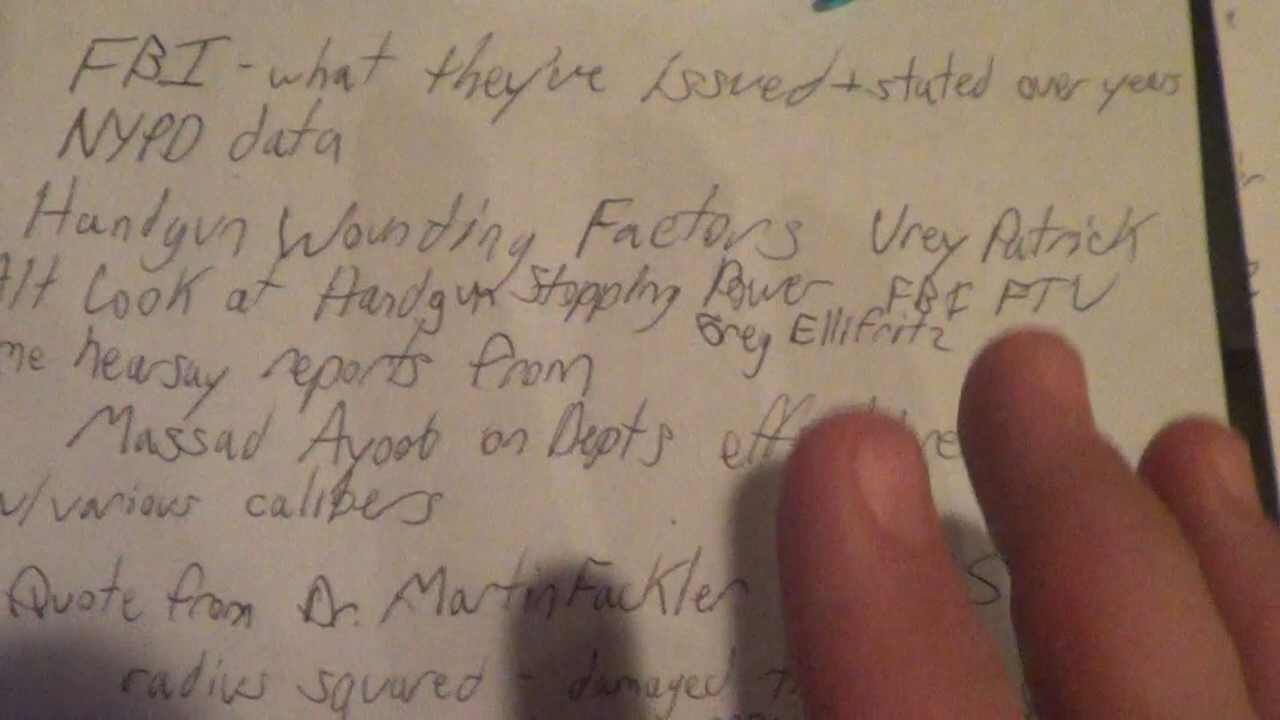 FBI - what they've issued + stated over years
NYPD data
Handgun Wounding Factors Urey Patrick
Alt Look at Handgun Stopping Power FBI FTU
Greg Ellifritz
hearsay reports from
Massad Ayoob on Depts
w/various calibers
Quote from Dr. Martin Fackler
radius squared - damaged